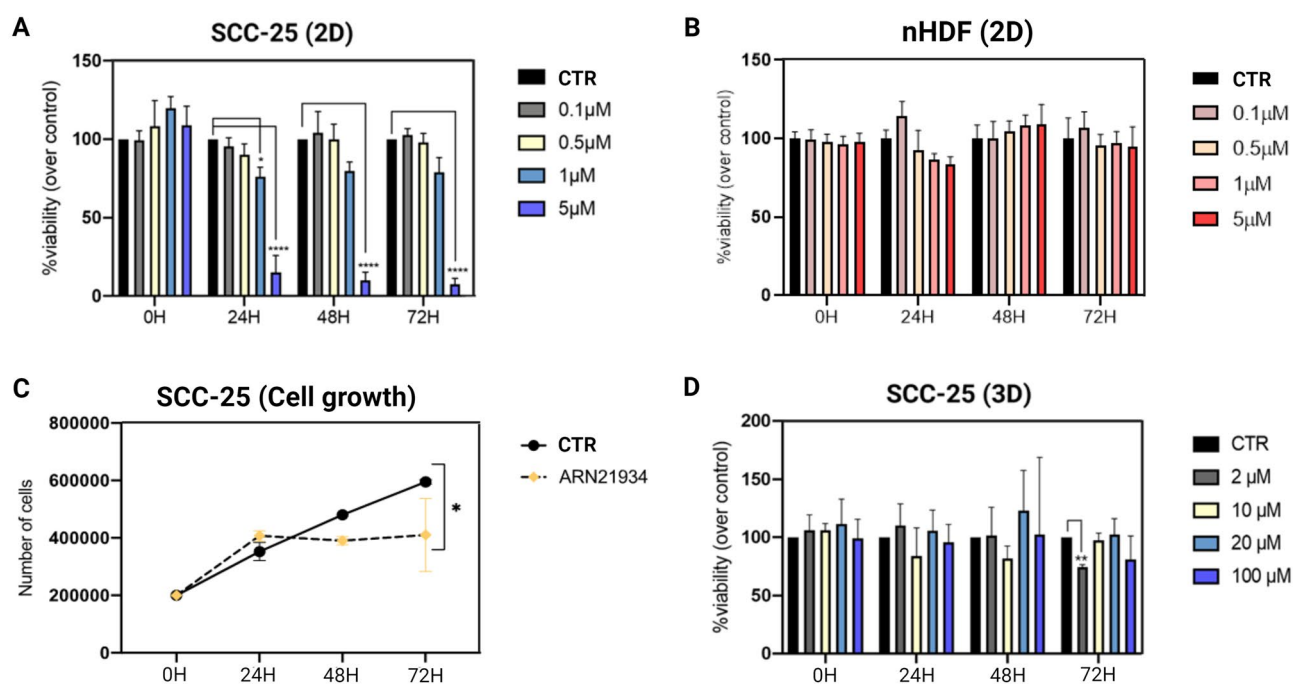 A
SCC-25 (2D)
%viability (over control)
150
100
50
0
*
****
****
****
0H
24H
48H
72H
CTR
0.1µM
0.5µM
1µM
5µM
B
nHDF (2D)
%viability (over control)
150
100
50
0
0H
24H
48H
72H
CTR
0.1µM
0.5µM
1µM
5µM
C
SCC-25 (Cell growth)
Number of cells
800000
600000
400000
200000
0
*
0H
24H
48H
72H
CTR
ARN21934
D
SCC-25 (3D)
%viability (over control)
200
150
100
50
0
**
0H
24H
48H
72H
CTR
2 µM
10 µM
20 µM
100 µM